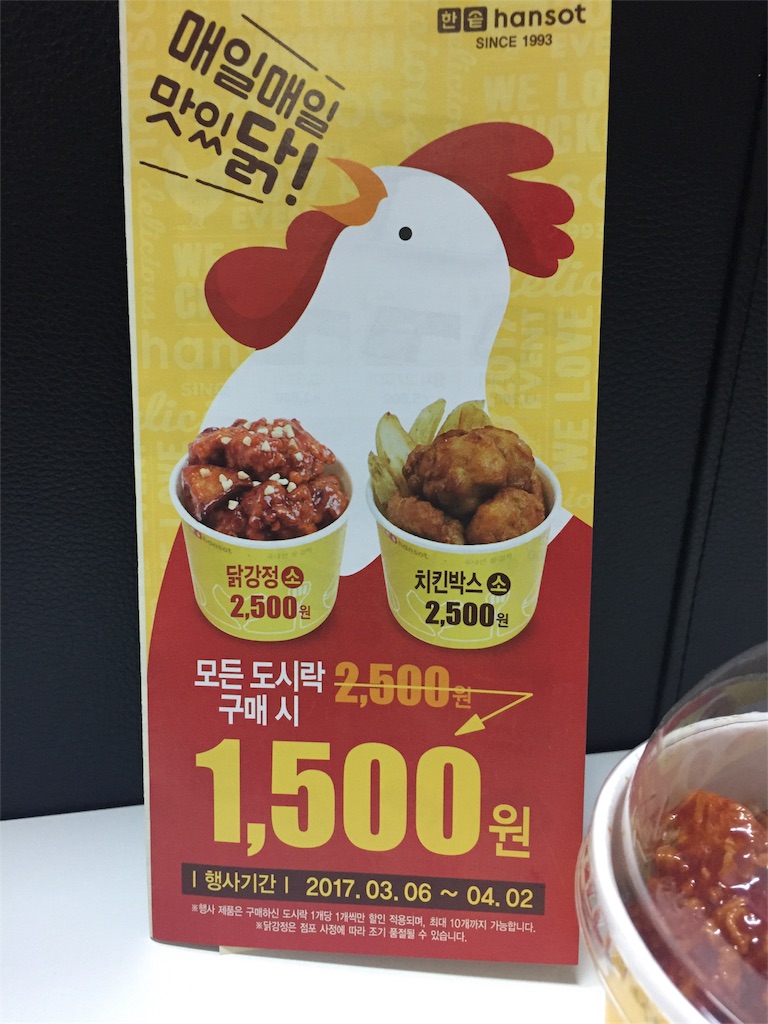 한솥 hansot
SINCE 1993
매일매일
맛있닭!
닭강정 소
2,500원
치킨박스 소
2,500원
모든 도시락
구매 시
2,500원
1,500원
| 행사기간 | 2017. 03. 06 ~ 04. 02
※행사 제품은 구매하신 도시락 1개당 1개씩만 할인 적용되며, 최대 10개까지 가능합니다.
※닭강정은 점포 사정에 따라 조기 품절될 수 있습니다.